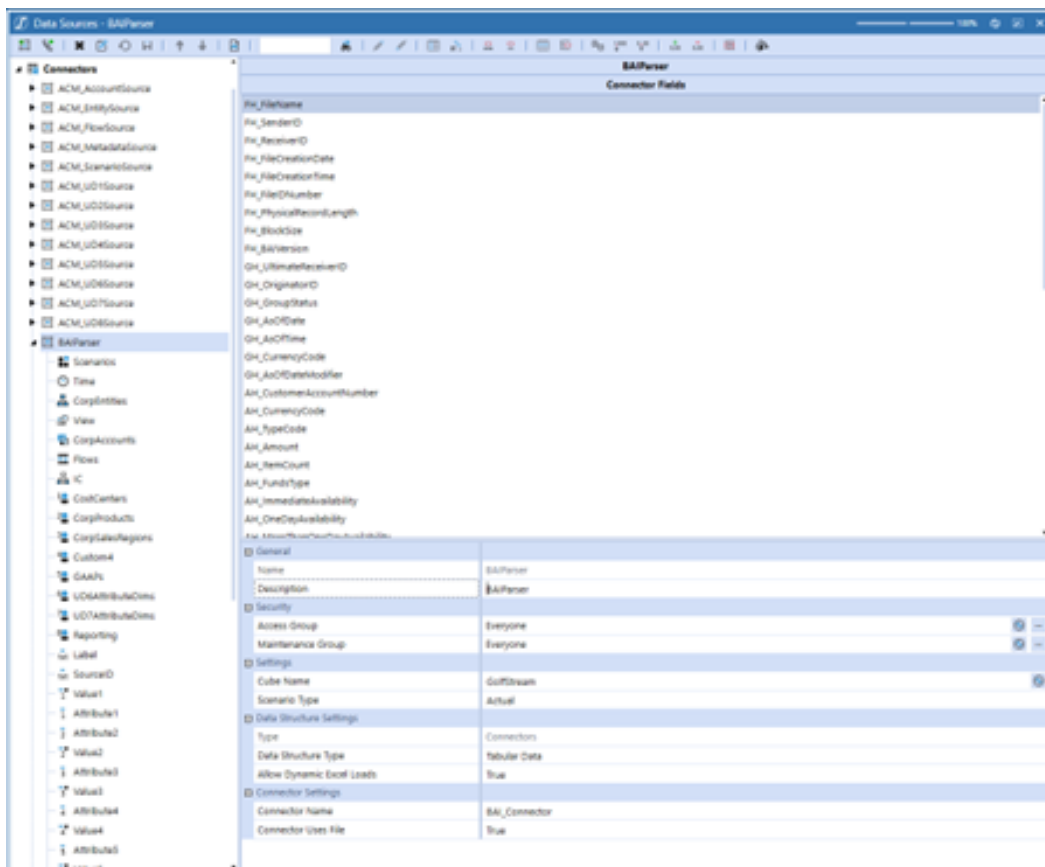 Data Sources - BAIParser
100%
Connectors
ACM_AccountSource
ACM_EntitySource
ACM_FlowSource
ACM_MetadataSource
ACM_ScenarioSource
ACM_UD1Source
ACM_UD2Source
ACM_UD3Source
ACM_UD4Source
ACM_UD5Source
ACM_UD6Source
ACM_UD7Source
ACM_UD8Source
BAIParser
Scenarios
Time
CorpEntities
View
CorpAccounts
Flows
IC
CostCenters
CorpProducts
CorpSalesRegions
Custom4
GAAPs
UD6AttributeDims
UD7AttributeDims
Reporting
Label
SourceID
Value1
Attribute1
Attribute2
Value2
Attribute3
Value3
Attribute4
Value4
Attribute5
BAIParser
Connector Fields
FH_FileName
FH_SenderID
FH_ReceiverID
FH_FileCreationDate
FH_FileCreationTime
FH_FileIDNumber
FH_PhysicalRecordLength
FH_BlockSize
FH_BAIVersion
GH_UltimateReceiverID
GH_OriginatorID
GH_GroupStatus
GH_AsOfDate
GH_AsOfTime
GH_CurrencyCode
GH_AsOfDateModifier
AH_CustomerAccountNumber
AH_CurrencyCode
AH_TypeCode
AH_Amount
AH_ItemCount
AH_FundsType
AH_ImmediateAvailability
AH_OneDayAvailability
AH_MoreThanOneDayAvailability
General
Name BAIParser
Description BAIParser
Security
Access Group Everyone
Maintenance Group Everyone
Settings
Cube Name GolfStream
Scenario Type Actual
Data Structure Settings
Type Connectors
Data Structure Type Tabular Data
Allow Dynamic Excel Loads True
Connector Settings
Connector Name BAI_Connector
Connector Uses File True